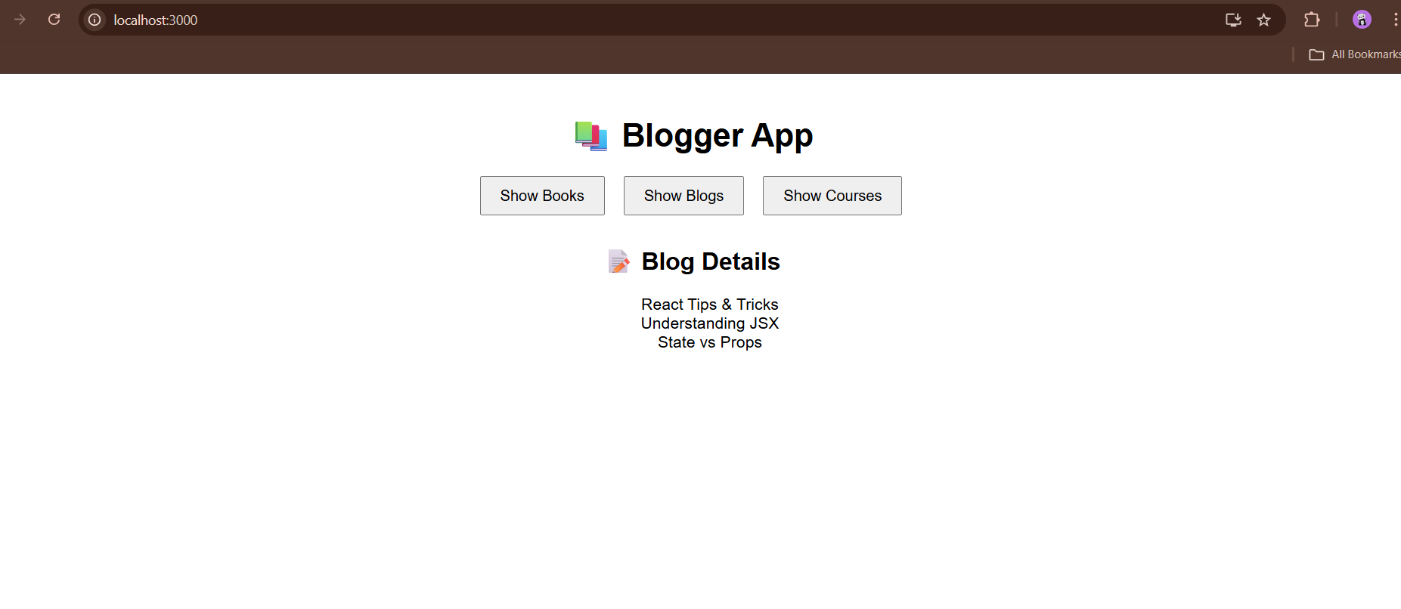 localhost:3000
All Bookmarks
Blogger App
Show Books Show Blogs Show Courses
Blog Details
React Tips & Tricks
Understanding JSX
State vs Props